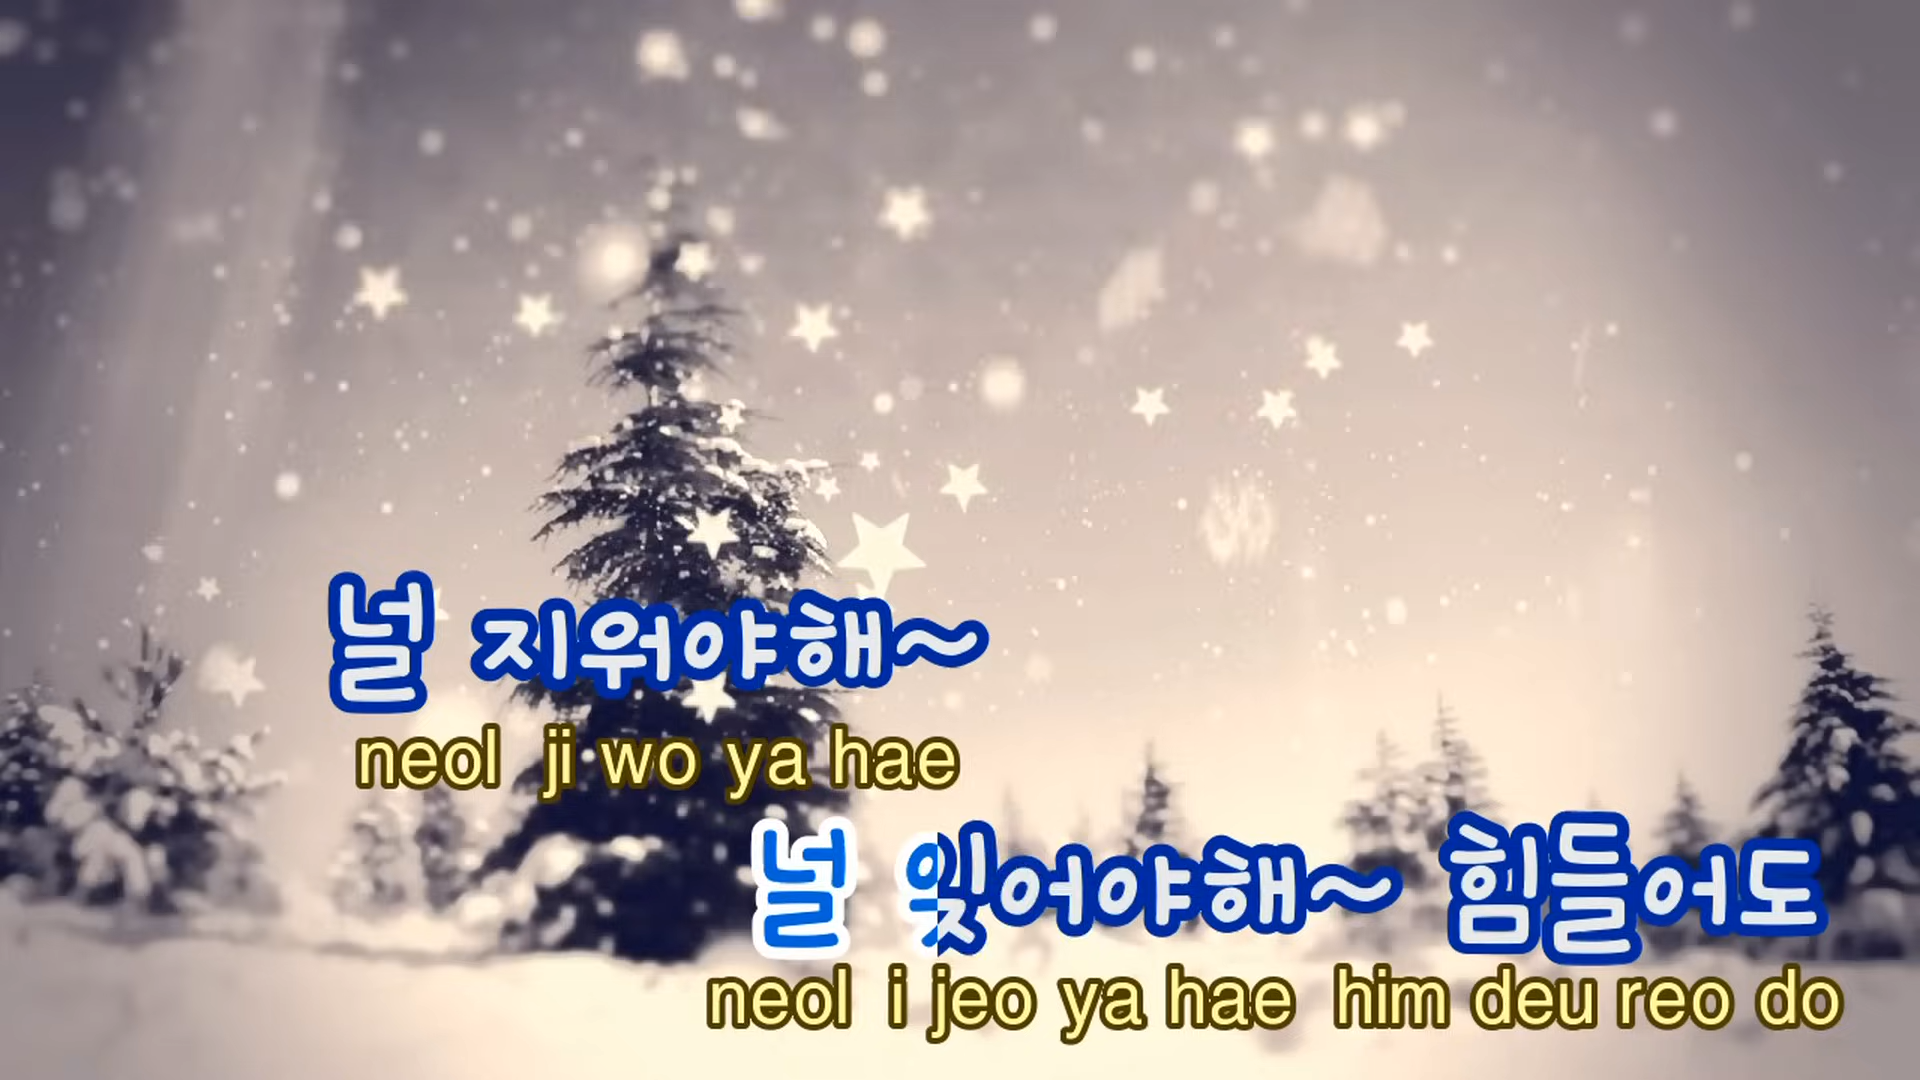 널 지워야해~
neol ji wo ya hae
널 잊어야해~ 힘들어도
neol i jeo ya hae him deu reo do